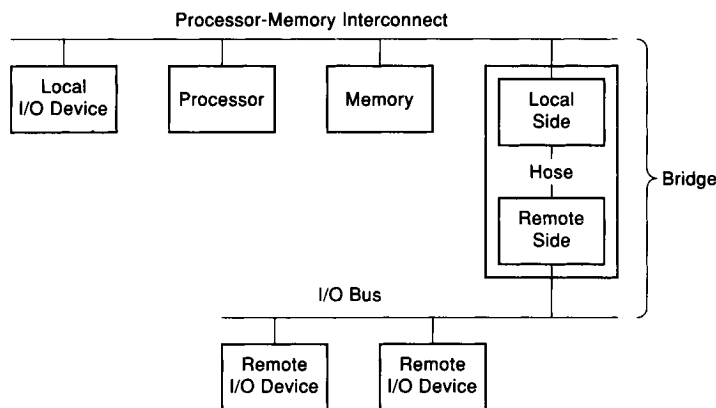 Processor-Memory Interconnect
Local
I/O Device
Processor
Memory
Local
Side
Hose
Remote
Side
Bridge
I/O Bus
Remote
I/O Device
Remote
I/O Device